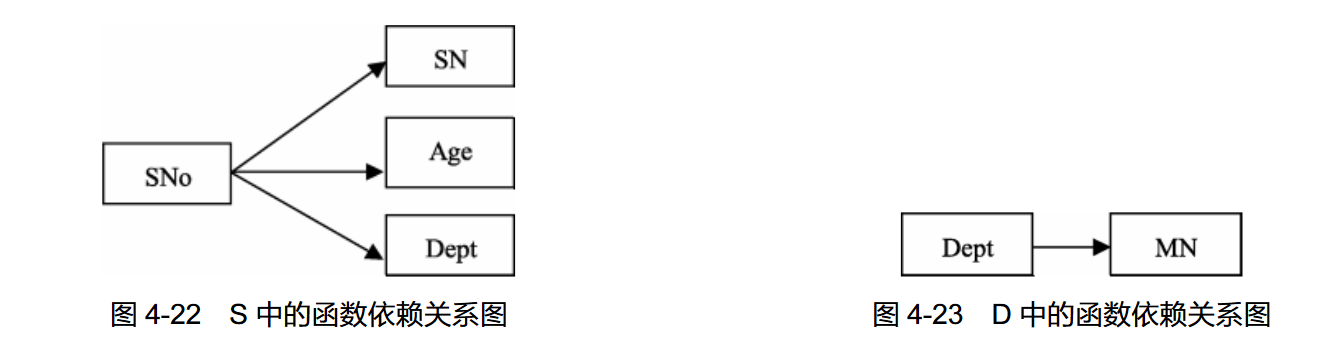 SN
SNo
Age
Dept
图 4-22 S 中的函数依赖关系图
Dept
MN
图 4-23 D 中的函数依赖关系图